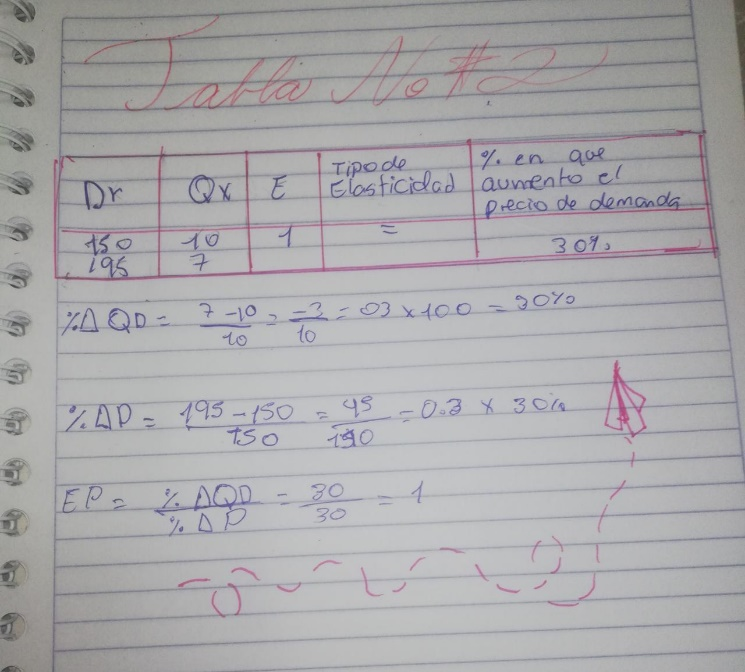 Tabla No #2
Dr Qx E Tipo de Elasticidad % en que aumento el precio de demanda
150 10 1 = 30%
195 7
%Δ QD = 7-10/10 = -3/10 = 03 x 100 = 30%
%ΔP = 195-150/150 = 45/150 = 0.3 x 30%
EP = %ΔQD/%ΔP = 30/30 = 1